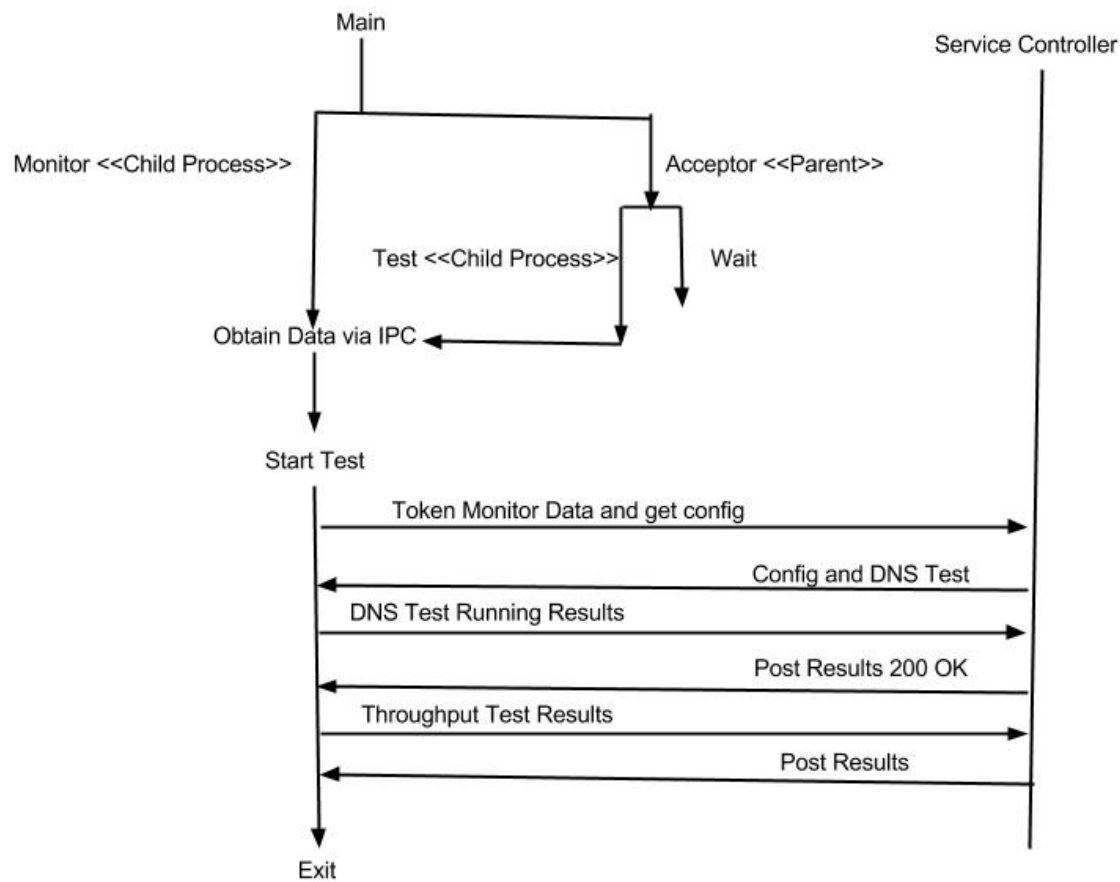 Main
Service Controller
Monitor <<Child Process>>
Acceptor <<Parent>>
Test <<Child Process>>
Wait
Obtain Data via IPC
Start Test
Token Monitor Data and get config
Config and DNS Test
DNS Test Running Results
Post Results 200 OK
Throughput Test Results
Post Results
Exit